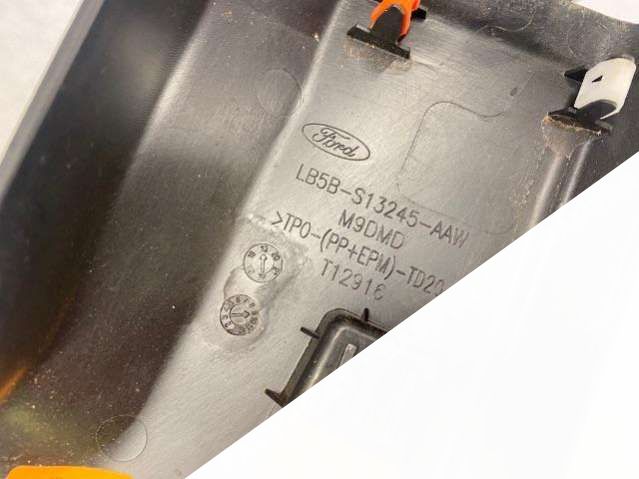 Ford
LB5B-S13245-AAW
M9DMD
>TPO-(PP+EPM)-TD20
T12916